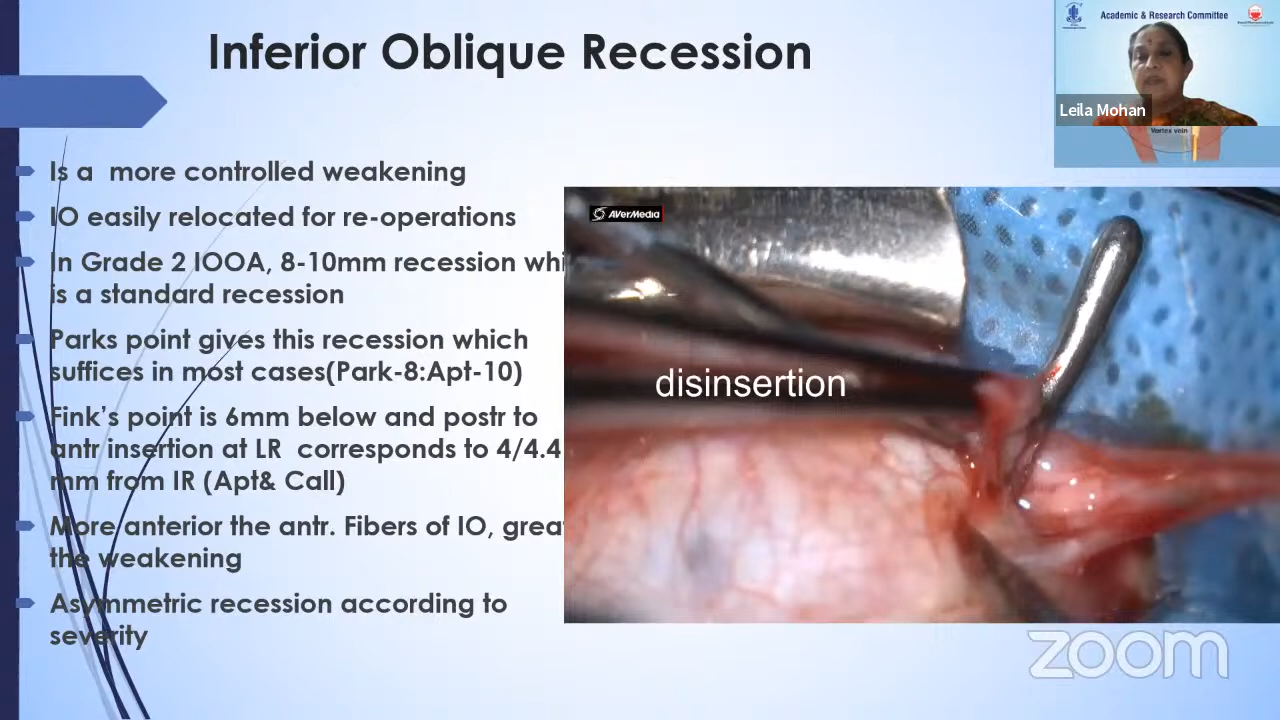 Inferior Oblique Recession
Is a more controlled weakening
IO easily relocated for re-operations
In Grade 2 IOOA, 8-10mm recession whi
is a standard recession
Parks point gives this recession which
suffices in most cases(Park-8:Apt-10)
Fink's point is 6mm below and postr to
antr insertion at LR corresponds to 4/4.4
mm from IR (Apt& Call)
More anterior the antr. Fibers of IO, grea
the weakening
Asymmetric recession according to
severity
AVerMedia
disinsertion
Academic & Research Committee
Leila Mohan
Vortex vein
zoom